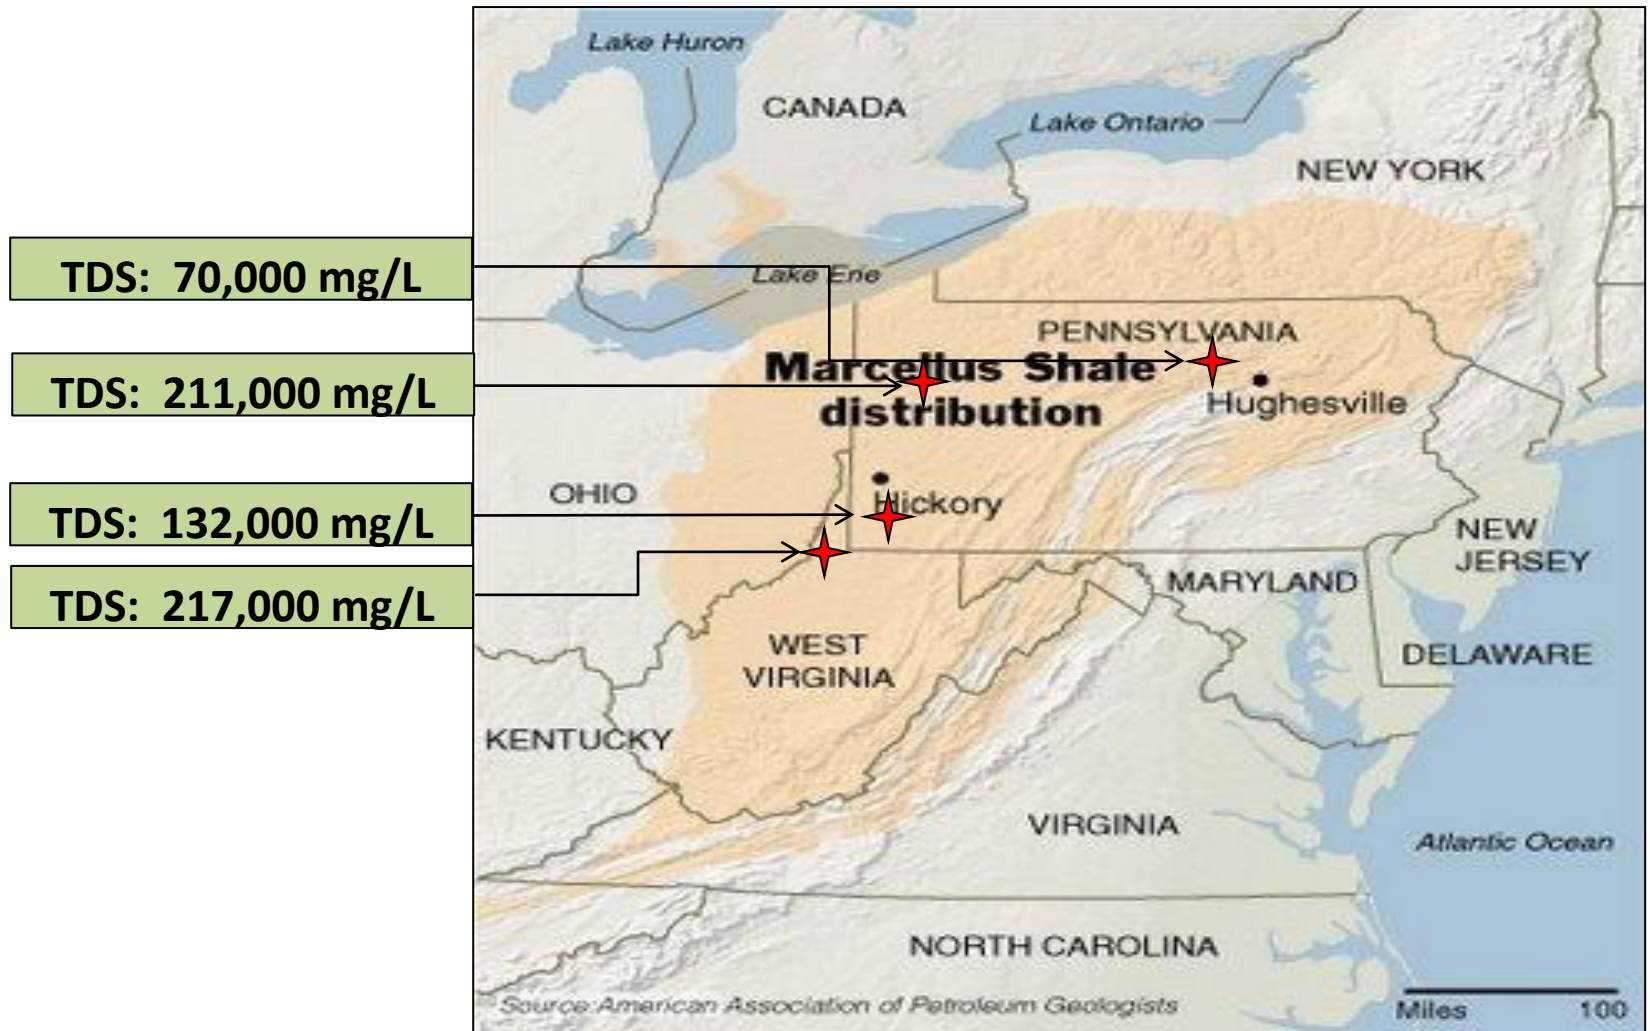 Lake Huron
CANADA
Lake Ontario
NEW YORK
TDS: 70,000 mg/L
Lake Erie
PENNSYLVANIA
TDS: 211,000 mg/L
Marcellus Shale
distribution
Hughesville
OHIO
Hickory
TDS: 132,000 mg/L
NEW
JERSEY
TDS: 217,000 mg/L
MARYLAND
WEST
VIRGINIA
DELAWARE
KENTUCKY
VIRGINIA
Atlantic Ocean
NORTH CAROLINA
Source:American Association of Petroleum Geologists
Miles 100